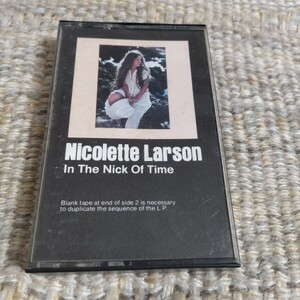 Nicolette Larson
In The Nick Of Time
Blank tape at end of side 2 is necessary
to duplicate the sequence of the L.P.